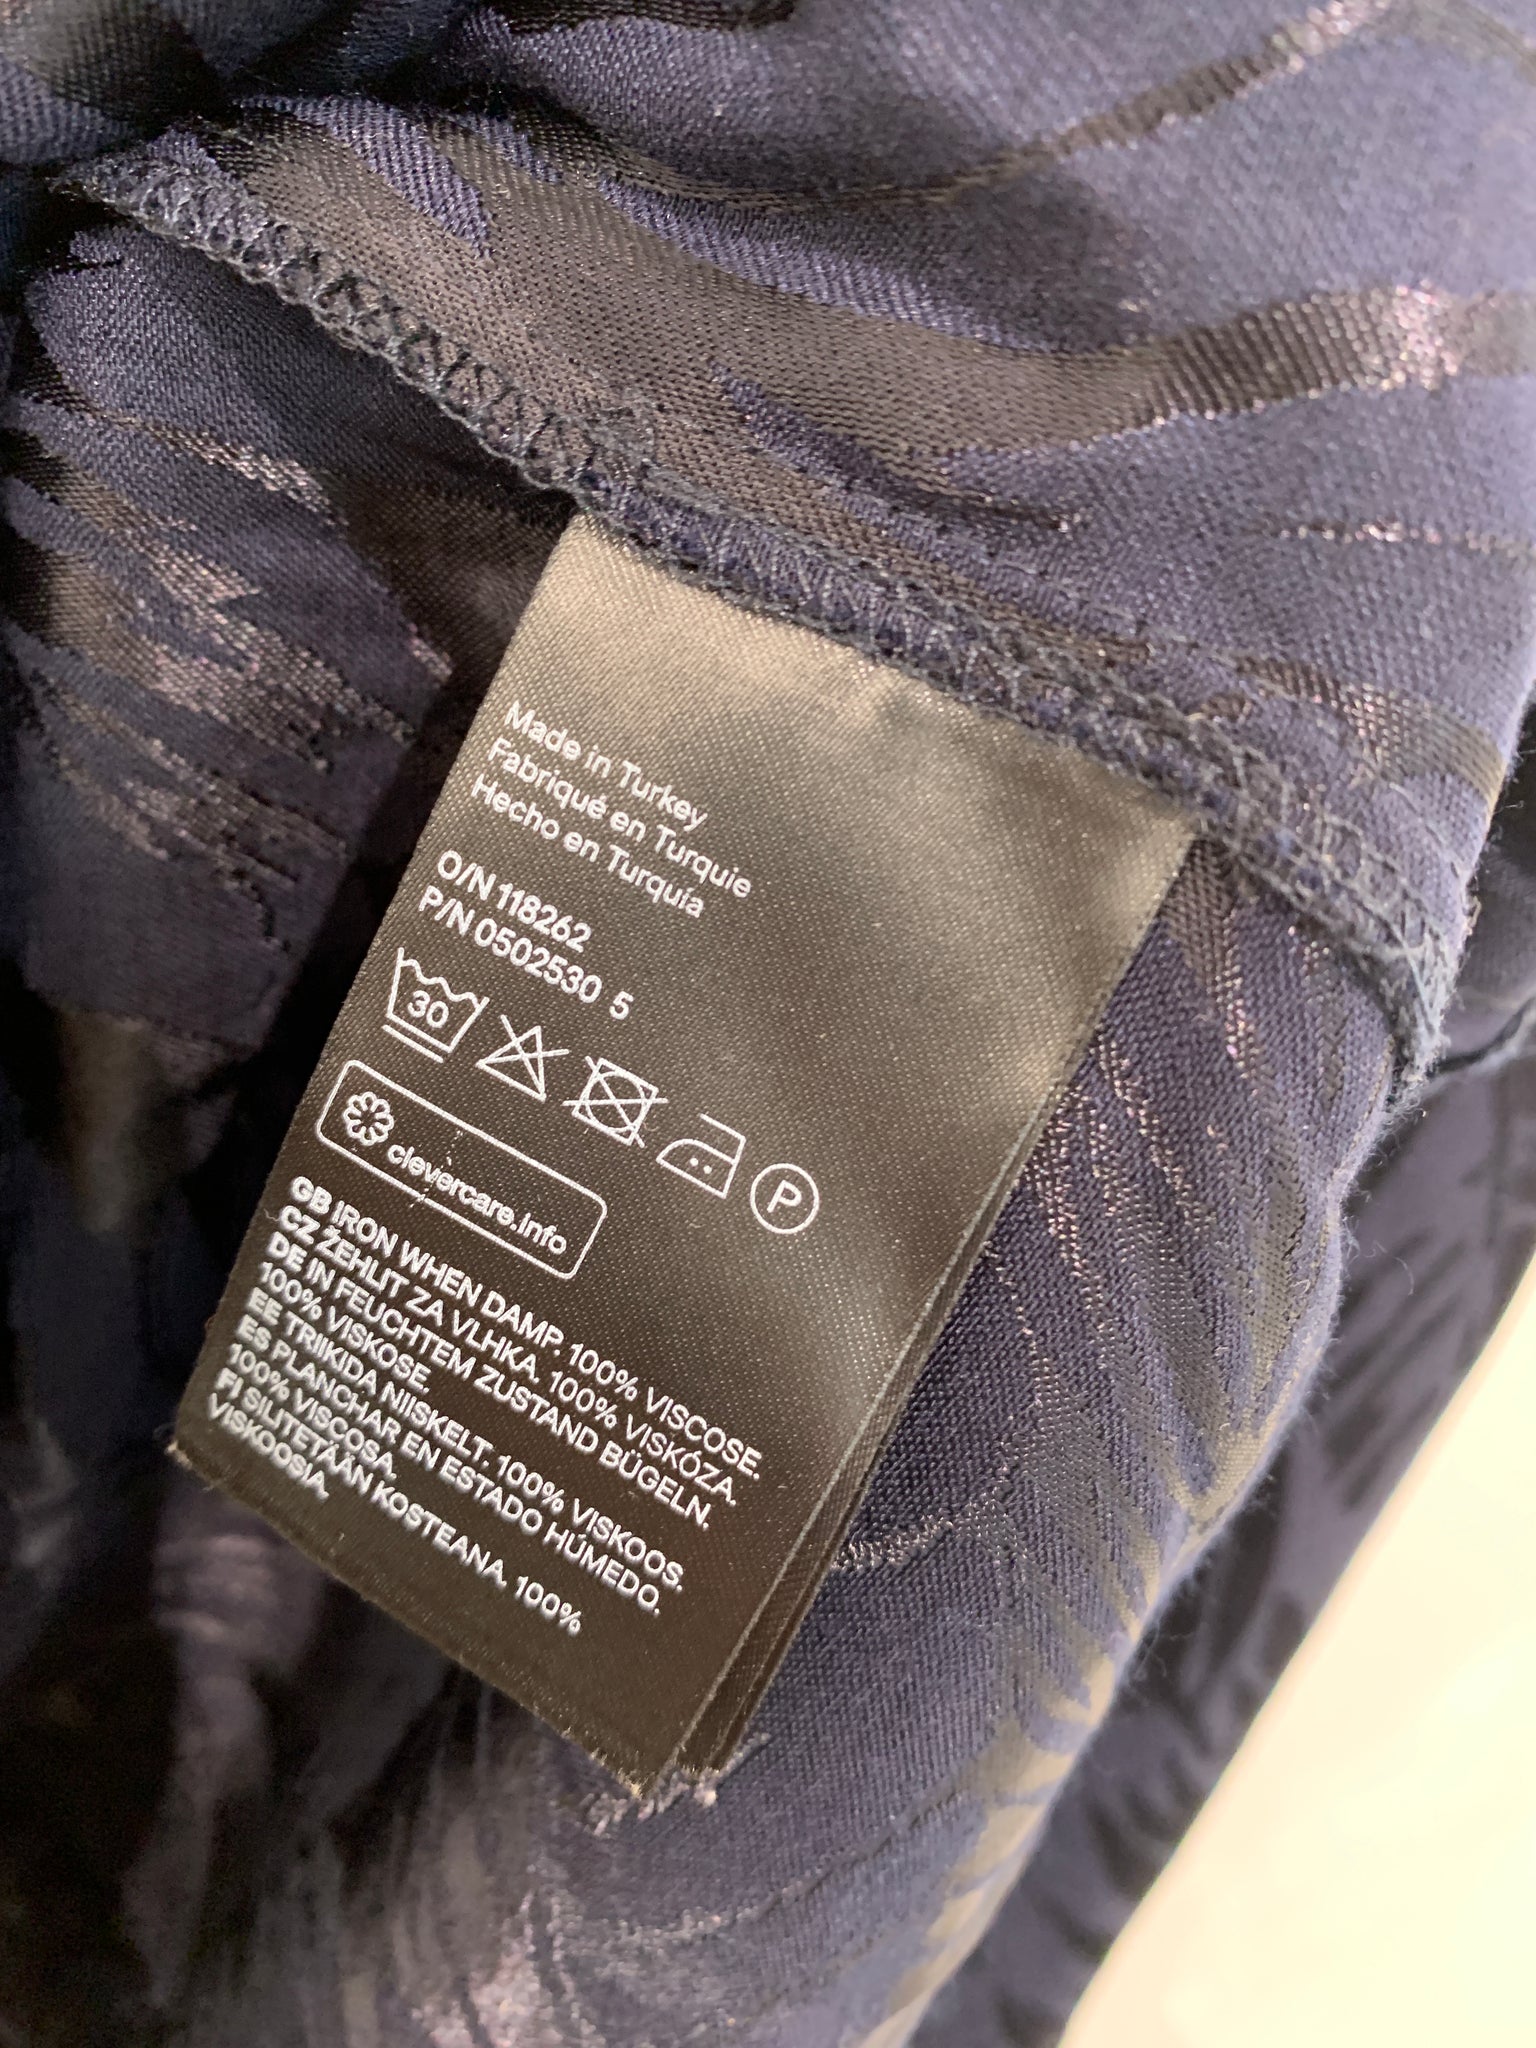 Made in Turkey
Fabriqué en Turquie
Hecho en Turquía
O/N 118262
P/N 0502530 5
30
P
clevercare.info
GB IRON WHEN DAMP. 100% VISCOSE.
CZ ŽEHLIT ZA VLHKA. 100% VISKÓZA.
DE IN FEUCHTEM ZUSTAND BÜGELN.
100% VISKOSE.
EE TRIIKIDA NIISKELT. 100% VISKOOS.
ES PLANCHAR EN ESTADO HÚMEDO.
100% VISCOSA.
FI SILITETÄÄN KOSTEANA. 100%
VISKOOSIA.